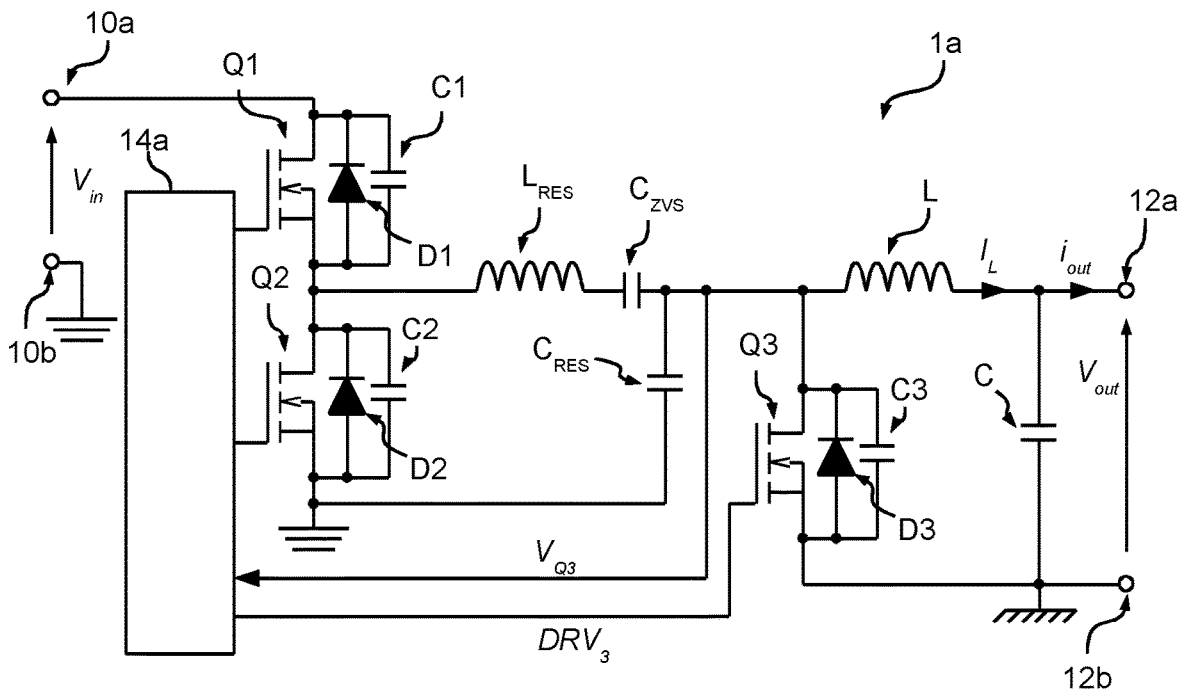 10a
1a
Q1
C1
14a
V_in
L_RES
C_ZVS
L
12a
D1
I_L
i_out
Q2
10b
C2
C_RES
Q3
C3
C
V_out
D2
D3
V_Q3
DRV_3
12b